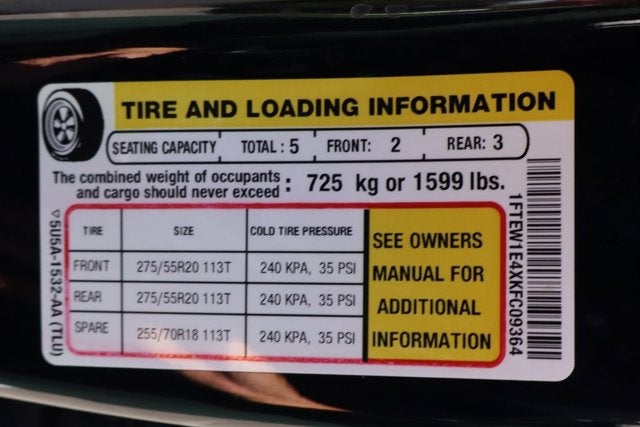 TIRE AND LOADING INFORMATION
SEATING CAPACITY TOTAL : 5 FRONT: 2 REAR: 3
The combined weight of occupants
and cargo should never exceed : 725 kg or 1599 lbs.
TIRE SIZE COLD TIRE PRESSURE
FRONT 275/55R20 113T 240 KPA, 35 PSI
REAR 275/55R20 113T 240 KPA, 35 PSI
SPARE 255/70R18 113T 240 KPA, 35 PSI
SEE OWNERS
MANUAL FOR
ADDITIONAL
INFORMATION
5U5A-1532-AA (TLU)
1FTEW1E4XKFC09364